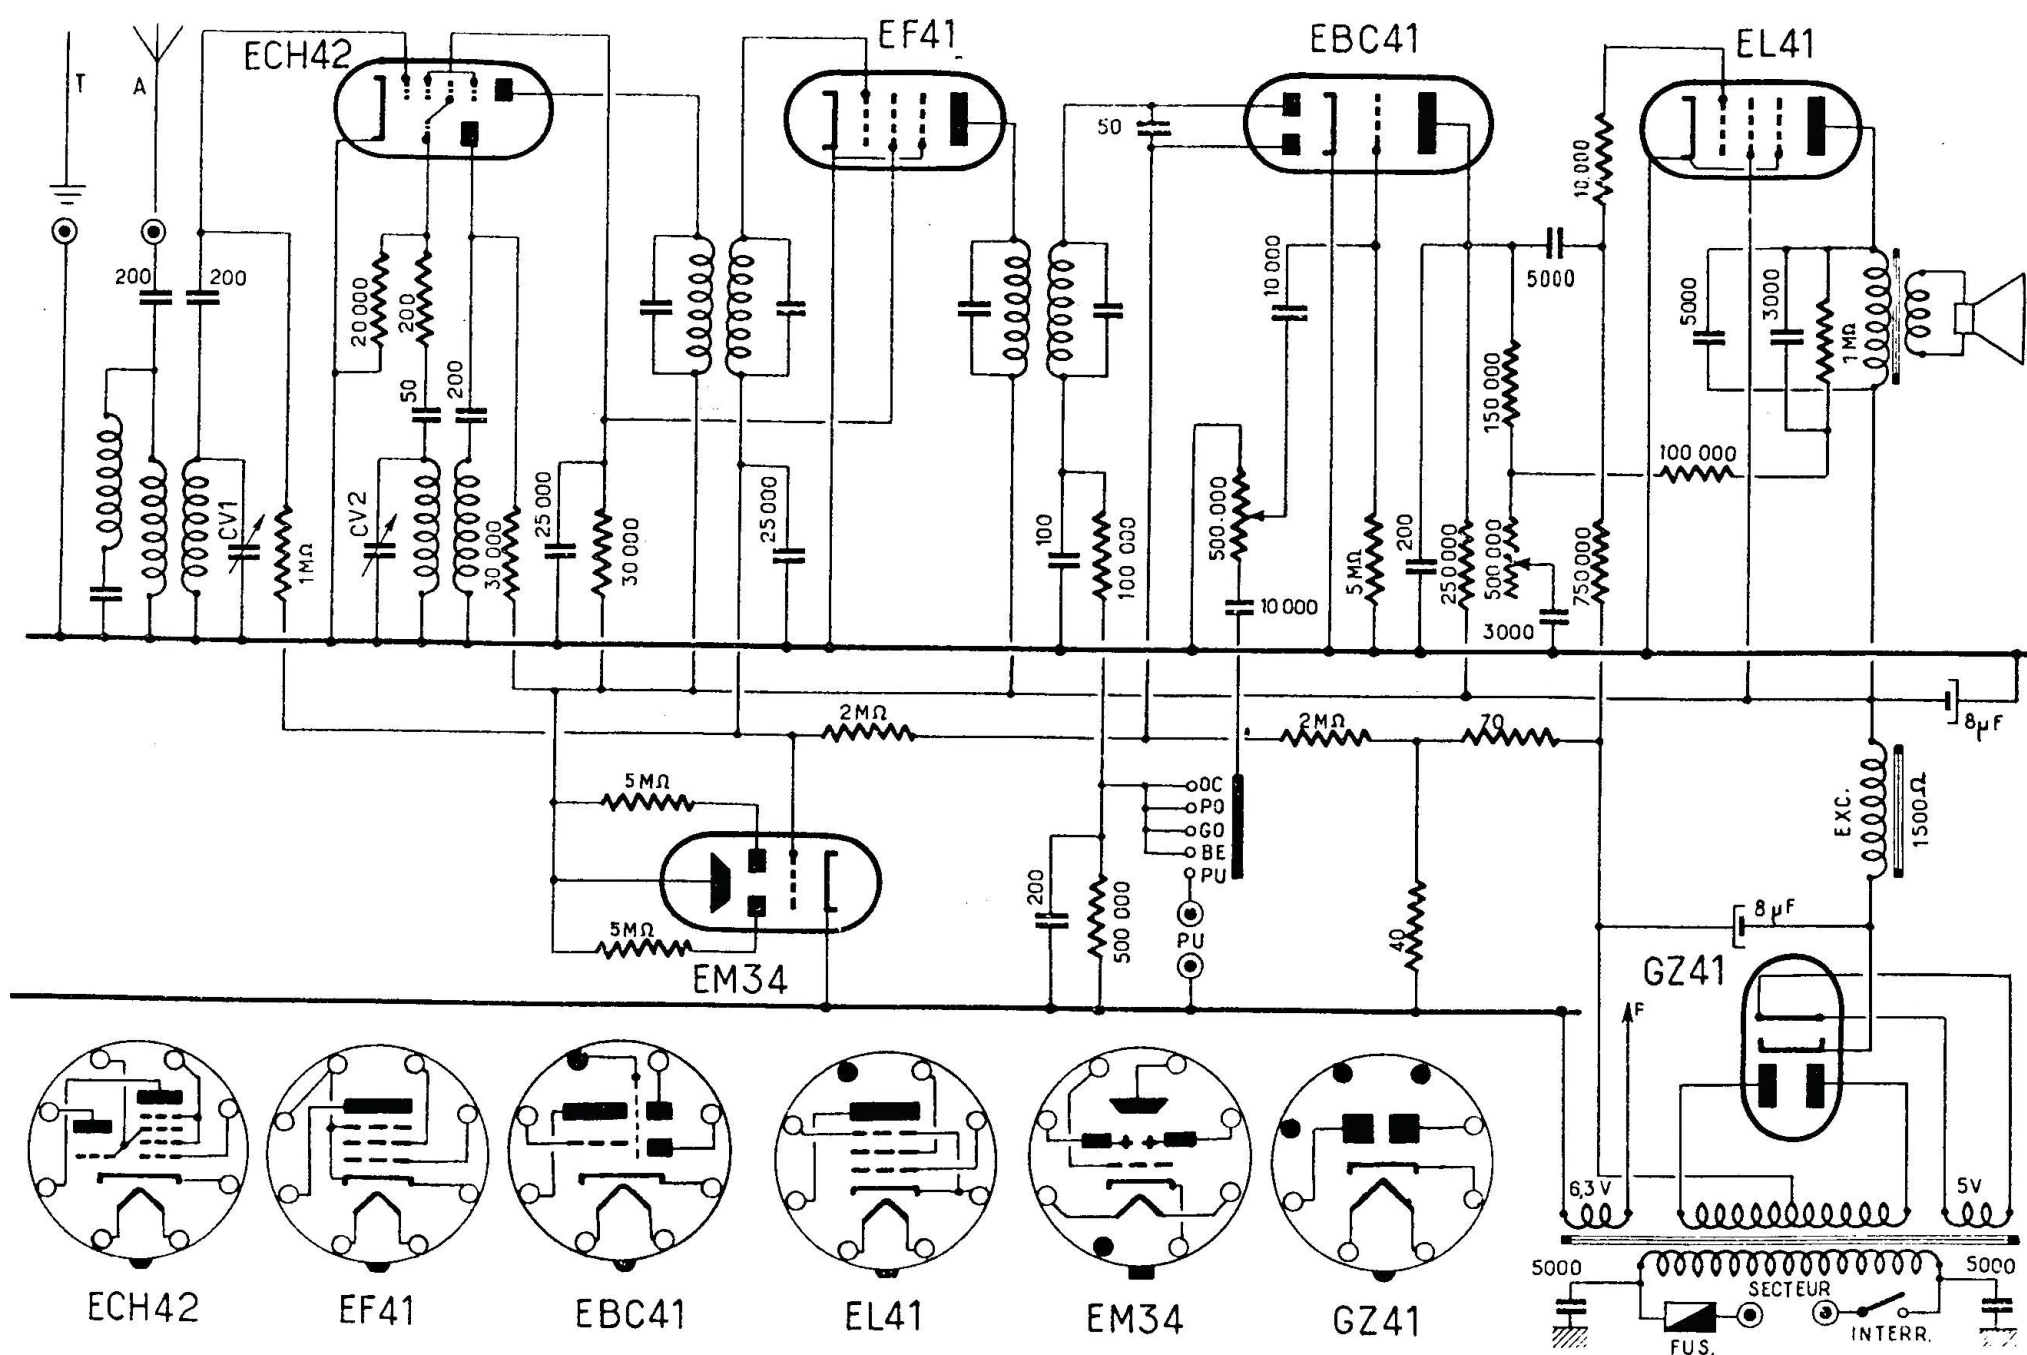 ECH42
EF41
EBC41
EL41
T
A
50
10.000
200
200
20 000
200
10 000
5000
5000
3000
1MΩ
50
200
150 000
100 000
CV1
1MΩ
CV2
30 000
25 000
30 000
25 000
100
100 000
500.000
10 000
5MΩ
200
250 000
500 000
3000
750 000
2MΩ
2MΩ
70
8µF
5MΩ
5MΩ
EM34
OC
PO
GO
BE
PU
PU
200
500 000
40
EXC.
1500Ω
8µF
GZ41
F
6,3V
5V
5000
5000
SECTEUR
FUS.
INTERR.
ECH42
EF41
EBC41
EL41
EM34
GZ41